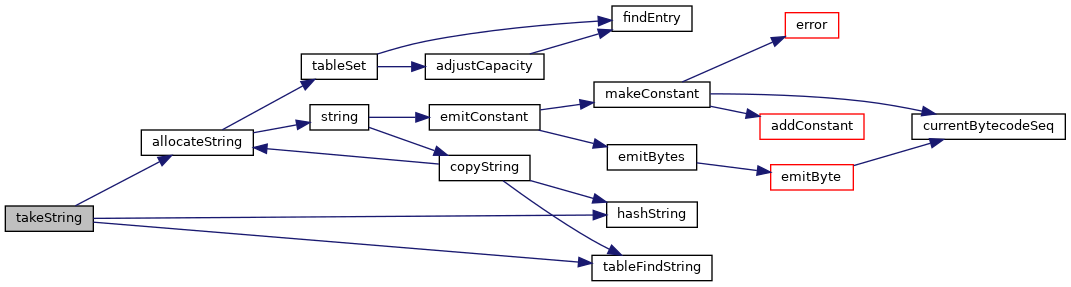 findEntry
error
tableSet
adjustCapacity
makeConstant
string
emitConstant
addConstant
currentBytecodeSeq
allocateString
emitBytes
copyString
emitByte
takeString
hashString
tableFindString